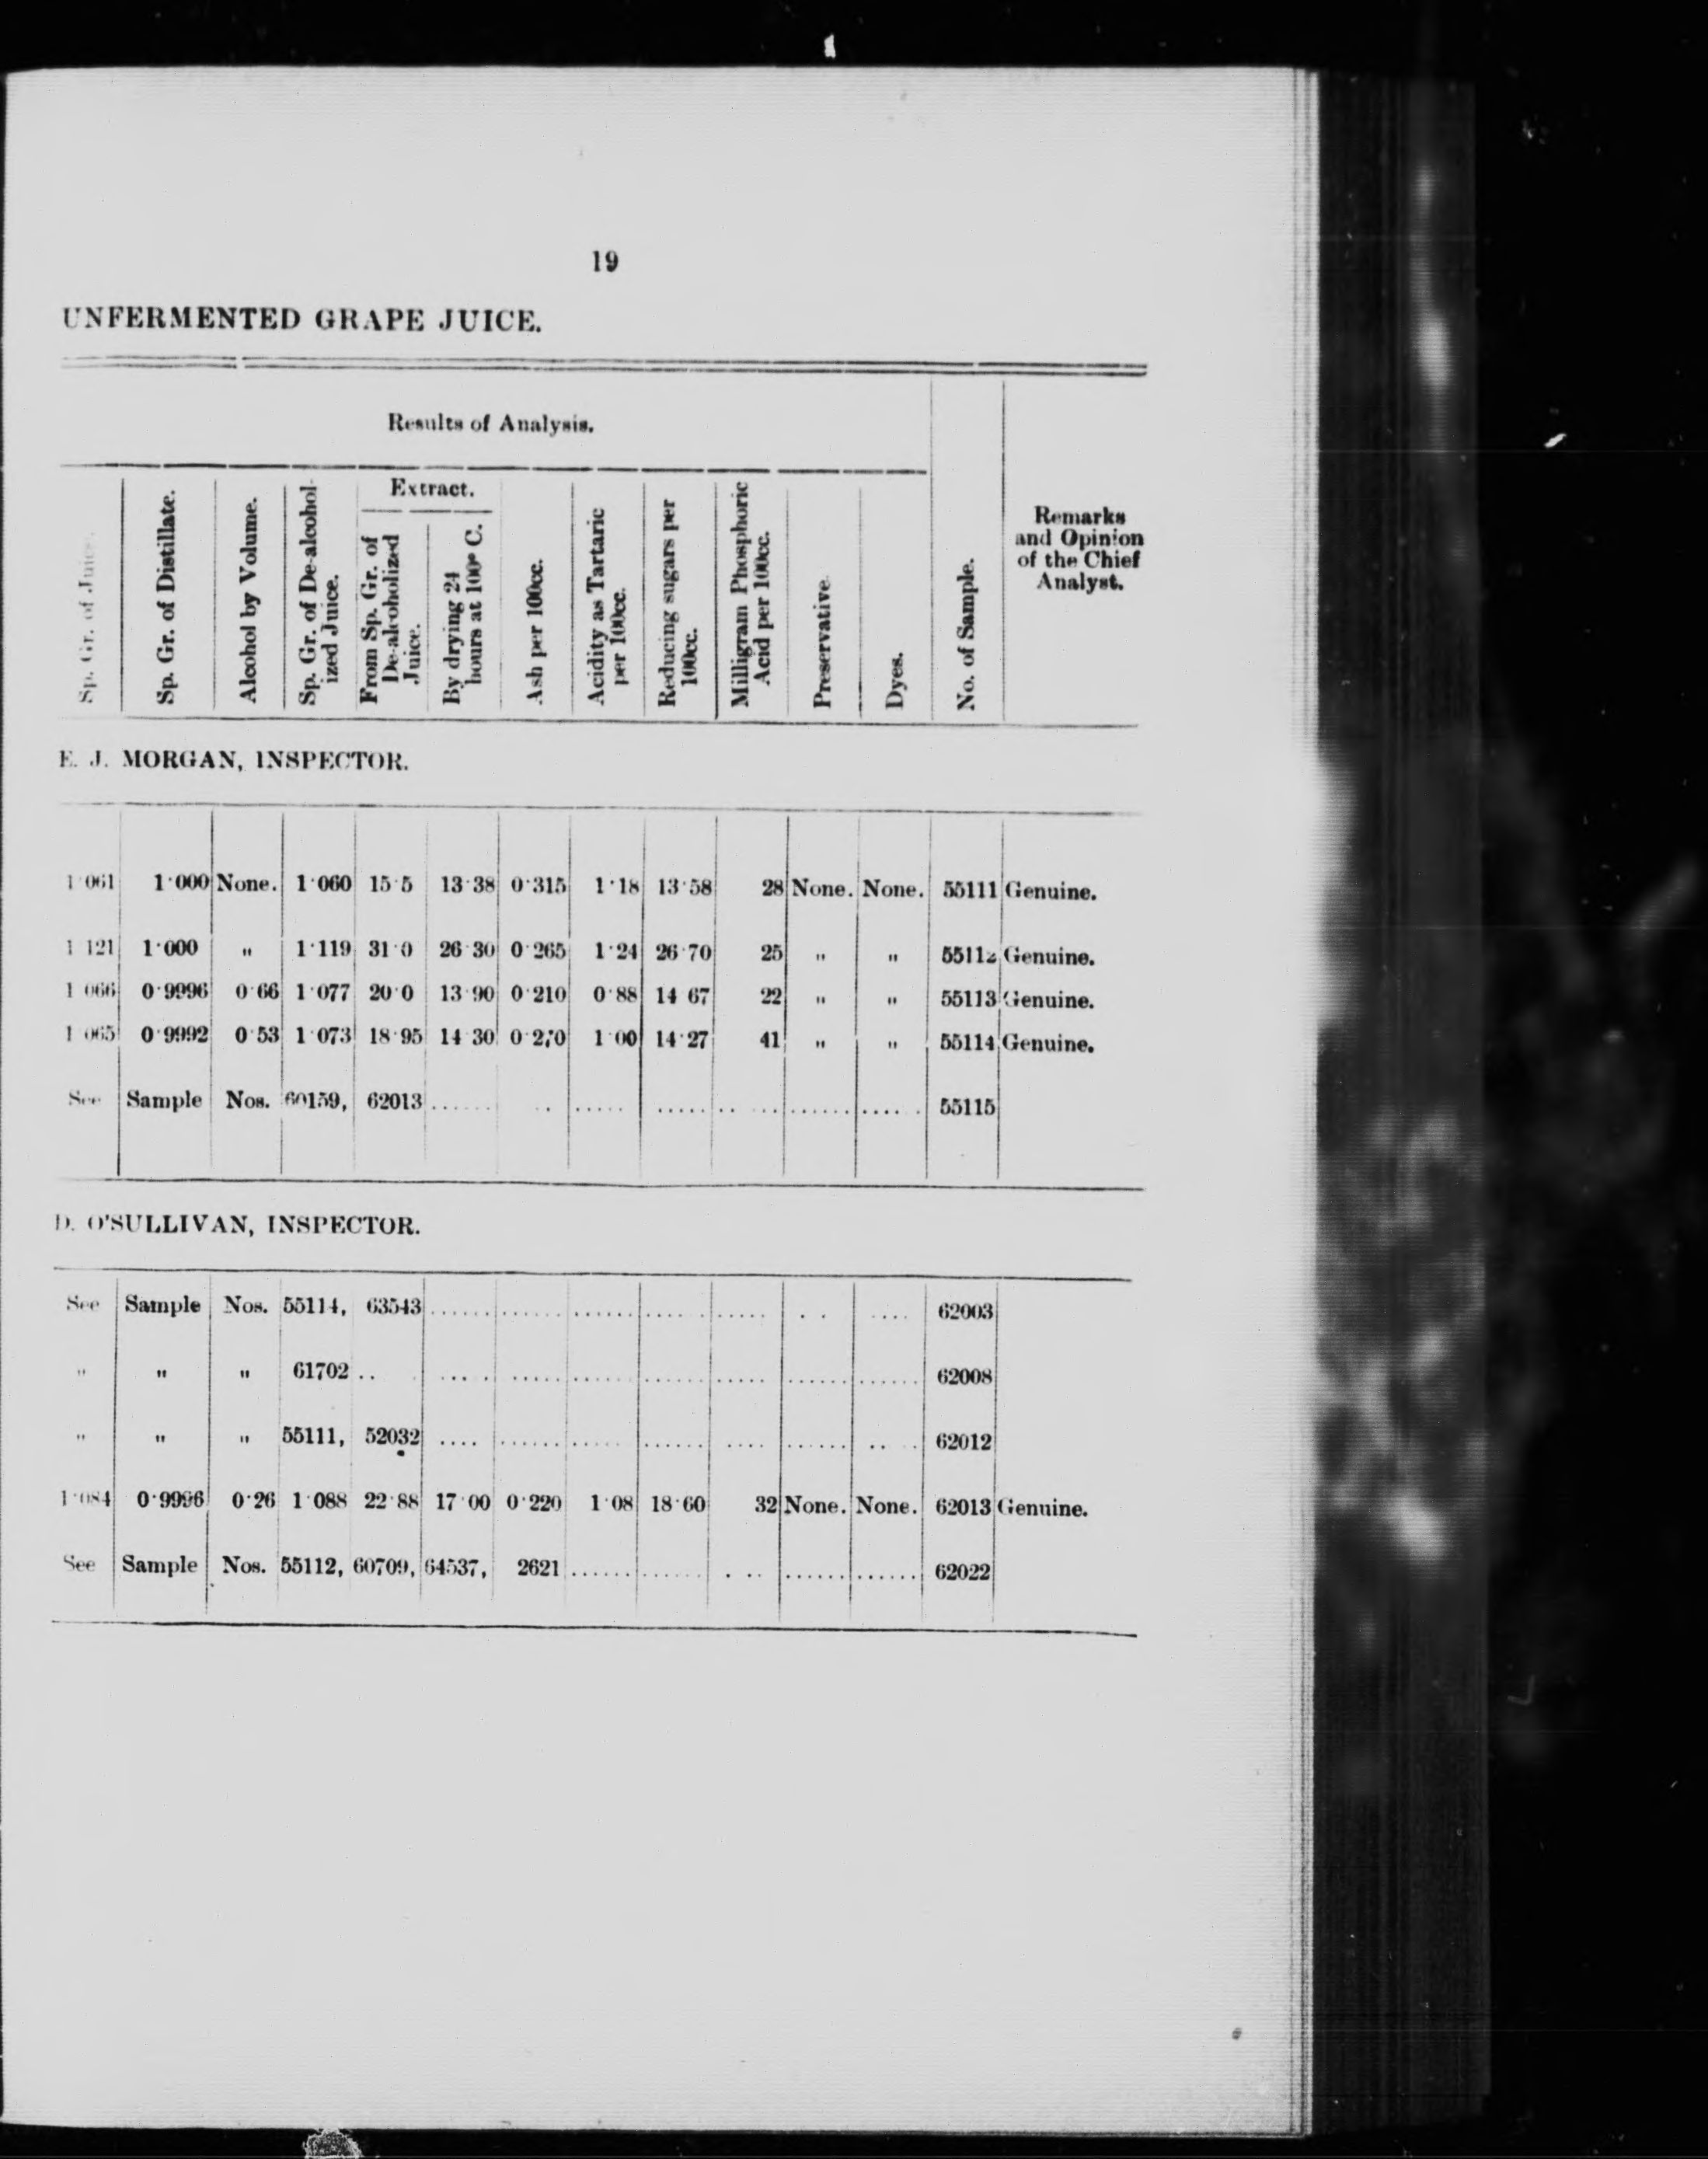 19
UNFERMENTED GRAPE JUICE.
Results of Analysis.
Sp. Gr. of Juice.
Sp. Gr. of Distillate.
Alcohol by Volume.
Sp. Gr. of De-alcohol-
ized Juice.
Extract.
From Sp. Gr. of
De-alcoholized
Juice.
By drying 24
hours at 100° C.
Ash per 100cc.
Acidity as Tartaric
per 100cc.
Reducing sugars per
100cc.
Milligram Phosphoric
Acid per 100cc.
Preservative.
Dyes.
No. of Sample.
Remarks
and Opinion
of the Chief
Analyst.
E. J. MORGAN, INSPECTOR.
1·061 1·000 None. 1·060 15·5 13·38 0·315 1·18 13·58 28 None. None. 55111 Genuine.
1·121 1·000 " 1·119 31·0 26·30 0·265 1·24 26·70 25 " " 55112 Genuine.
1·066 0·9996 0·66 1·077 20·0 13·90 0·210 0·88 14·67 22 " " 55113 Genuine.
1·065 0·9992 0·53 1·073 18·95 14·30 0·270 1·00 14·27 41 " " 55114 Genuine.
See Sample Nos. 60159, 62013 ...... .. ..... ...... ..... ...... ...... 55115
D. O'SULLIVAN, INSPECTOR.
See Sample Nos. 55114, 63543 ...... ...... ...... ...... ..... .. .... 62003
" " " 61702 .. .... ...... ...... ...... ..... ...... ...... 62008
" " " 55111, 52032 .... ...... ..... ...... .... ...... .. . 62012
1·084 0·9996 0·26 1·088 22·88 17·00 0·220 1·08 18·60 32 None. None. 62013 Genuine.
See Sample Nos. 55112, 60709, 64537, 2621 ...... ...... . .. ...... ...... 62022